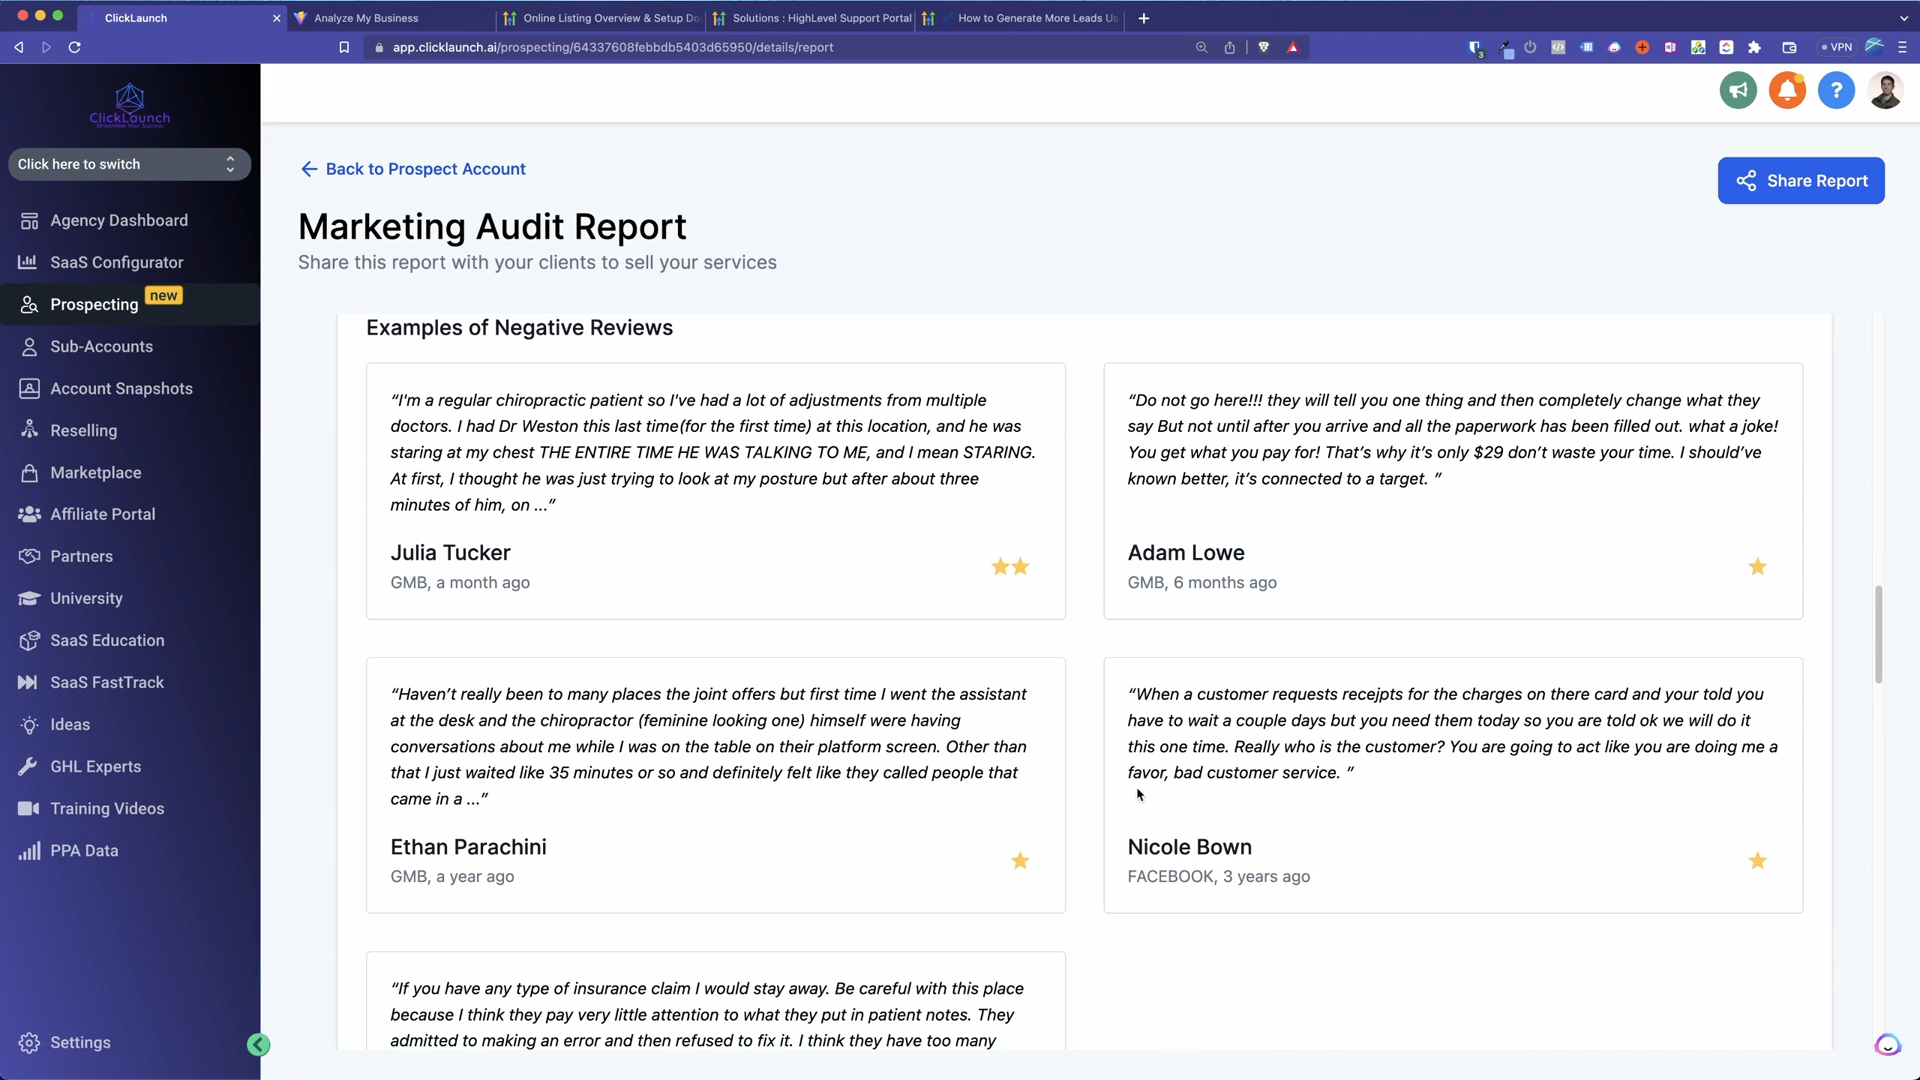 ClickLaunch
Analyze My Business
Online Listing Overview & Setup Do
Solutions : HighLevel Support Portal
How to Generate More Leads Us
app.clicklaunch.ai/prospecting/64337608febbdb5403d65950/details/report
3
VPN
ClickLaunch
Streamline Your Success
Click here to switch
Agency Dashboard
SaaS Configurator
Prospecting
new
Sub-Accounts
Account Snapshots
Reselling
Marketplace
Affiliate Portal
Partners
University
SaaS Education
SaaS FastTrack
Ideas
GHL Experts
Training Videos
PPA Data
Settings
Back to Prospect Account
Share Report
Marketing Audit Report
Share this report with your clients to sell your services
Examples of Negative Reviews
“I'm a regular chiropractic patient so I've had a lot of adjustments from multiple
doctors. I had Dr Weston this last time(for the first time) at this location, and he was
staring at my chest THE ENTIRE TIME HE WAS TALKING TO ME, and I mean STARING.
At first, I thought he was just trying to look at my posture but after about three
minutes of him, on ...”
Julia Tucker
GMB, a month ago
“Do not go here!!! they will tell you one thing and then completely change what they
say But not until after you arrive and all the paperwork has been filled out. what a joke!
You get what you pay for! That’s why it’s only $29 don’t waste your time. I should’ve
known better, it’s connected to a target. ”
Adam Lowe
GMB, 6 months ago
“Haven’t really been to many places the joint offers but first time I went the assistant
at the desk and the chiropractor (feminine looking one) himself were having
conversations about me while I was on the table on their platform screen. Other than
that I just waited like 35 minutes or so and definitely felt like they called people that
came in a ...”
Ethan Parachini
GMB, a year ago
“When a customer requests recejpts for the charges on there card and your told you
have to wait a couple days but you need them today so you are told ok we will do it
this one time. Really who is the customer? You are going to act like you are doing me a
favor, bad customer service. ”
Nicole Bown
FACEBOOK, 3 years ago
“If you have any type of insurance claim I would stay away. Be careful with this place
because I think they pay very little attention to what they put in patient notes. They
admitted to making an error and then refused to fix it. I think they have too many